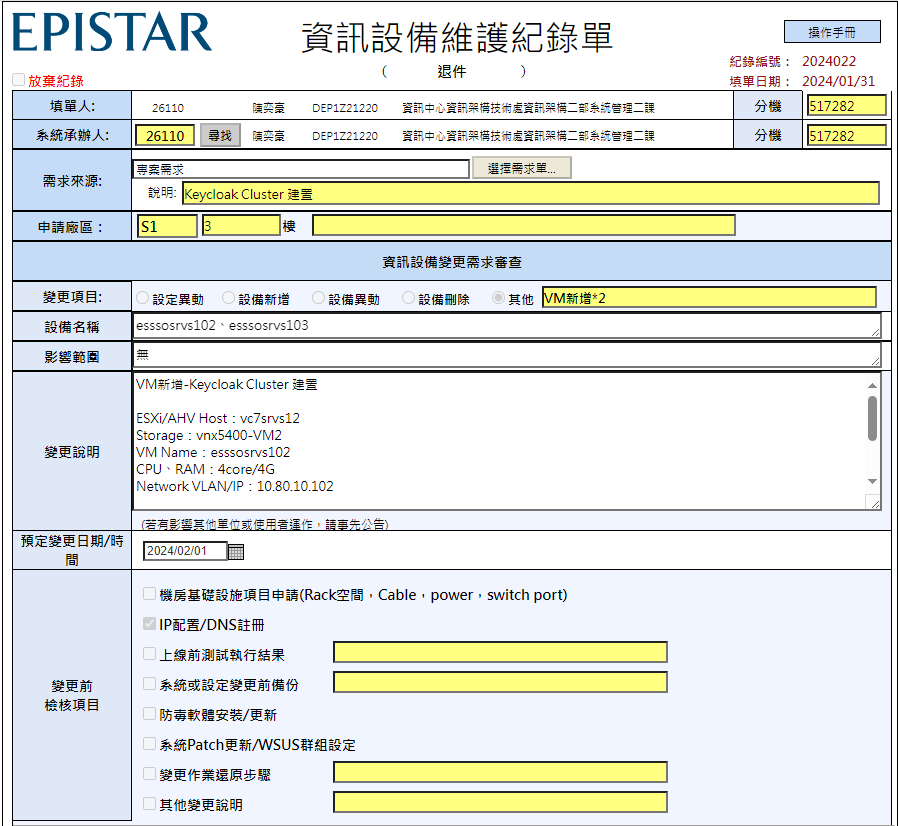 EPISTAR
資訊設備維護紀錄單
操作手冊
( 退件 )
紀錄編號： 2024022
放棄紀錄
填單日期： 2024/01/31
填單人: 26110 陳奕豪 DEP1Z21220 資訊中心資訊架構技術處資訊架構二部系統管理二課 分機 517282
系統承辦人: 26110 尋找 陳奕豪 DEP1Z21220 資訊中心資訊架構技術處資訊架構二部系統管理二課 分機 517282
需求來源: 專案需求 選擇需求單...
說明: Keycloak Cluster 建置
申請廠區： S1 3 樓
資訊設備變更需求審查
變更項目: 設定異動 設備新增 設備異動 設備刪除 其他 VM新增*2
設備名稱 esssosrvs102、esssosrvs103
影響範圍 無
變更說明
VM新增-Keycloak Cluster 建置
ESXi/AHV Host：vc7srvs12
Storage：vnx5400-VM2
VM Name：esssosrvs102
CPU、RAM：4core/4G
Network VLAN/IP：10.80.10.102
(若有影響其他單位或使用者運作，請事先公告)
預定變更日期/時
間
2024/02/01
變更前
檢核項目
機房基礎設施項目申請(Rack空間，Cable，power，switch port)
IP配置/DNS註冊
上線前測試執行結果
系統或設定變更前備份
防毒軟體安裝/更新
系統Patch更新/WSUS群組設定
變更作業還原步驟
其他變更說明